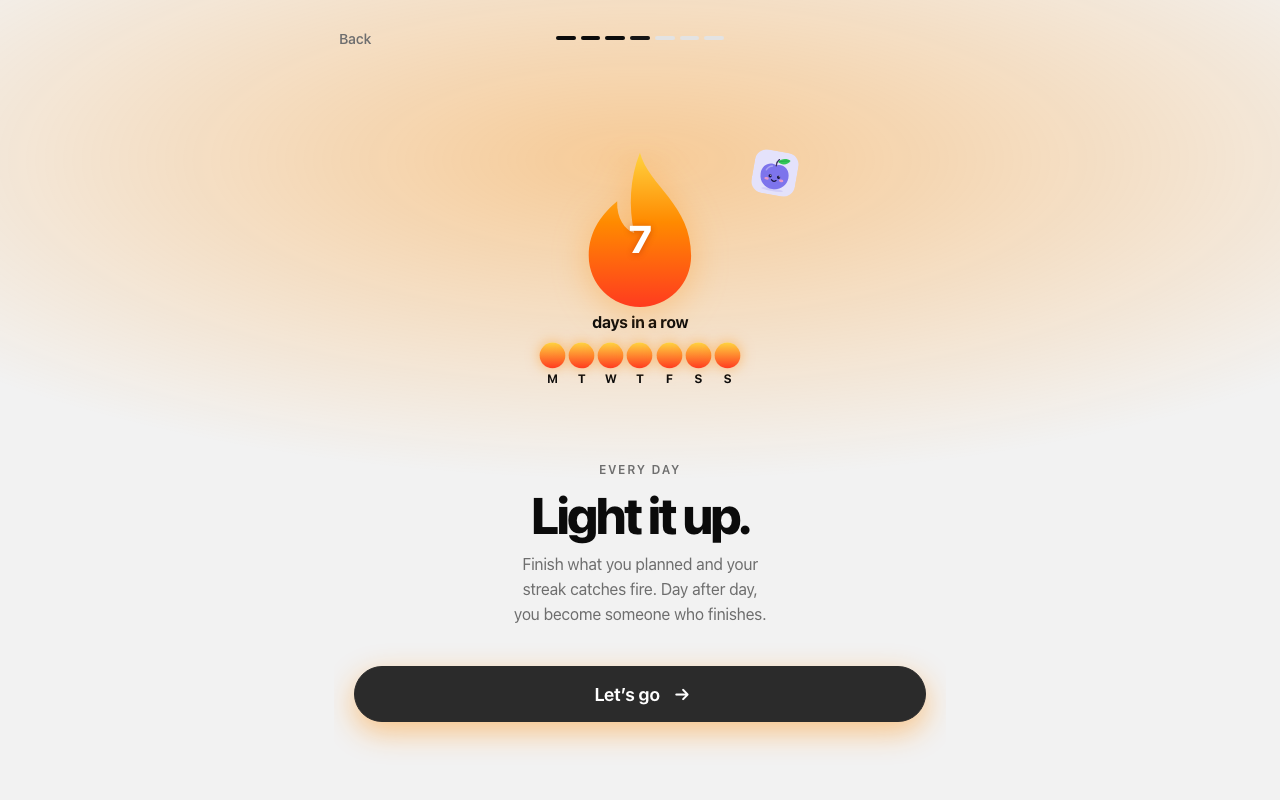 Back
7
days in a row
M T W T F S S
EVERY DAY
Light it up.
Finish what you planned and your
streak catches fire. Day after day,
you become someone who finishes.
Let’s go →